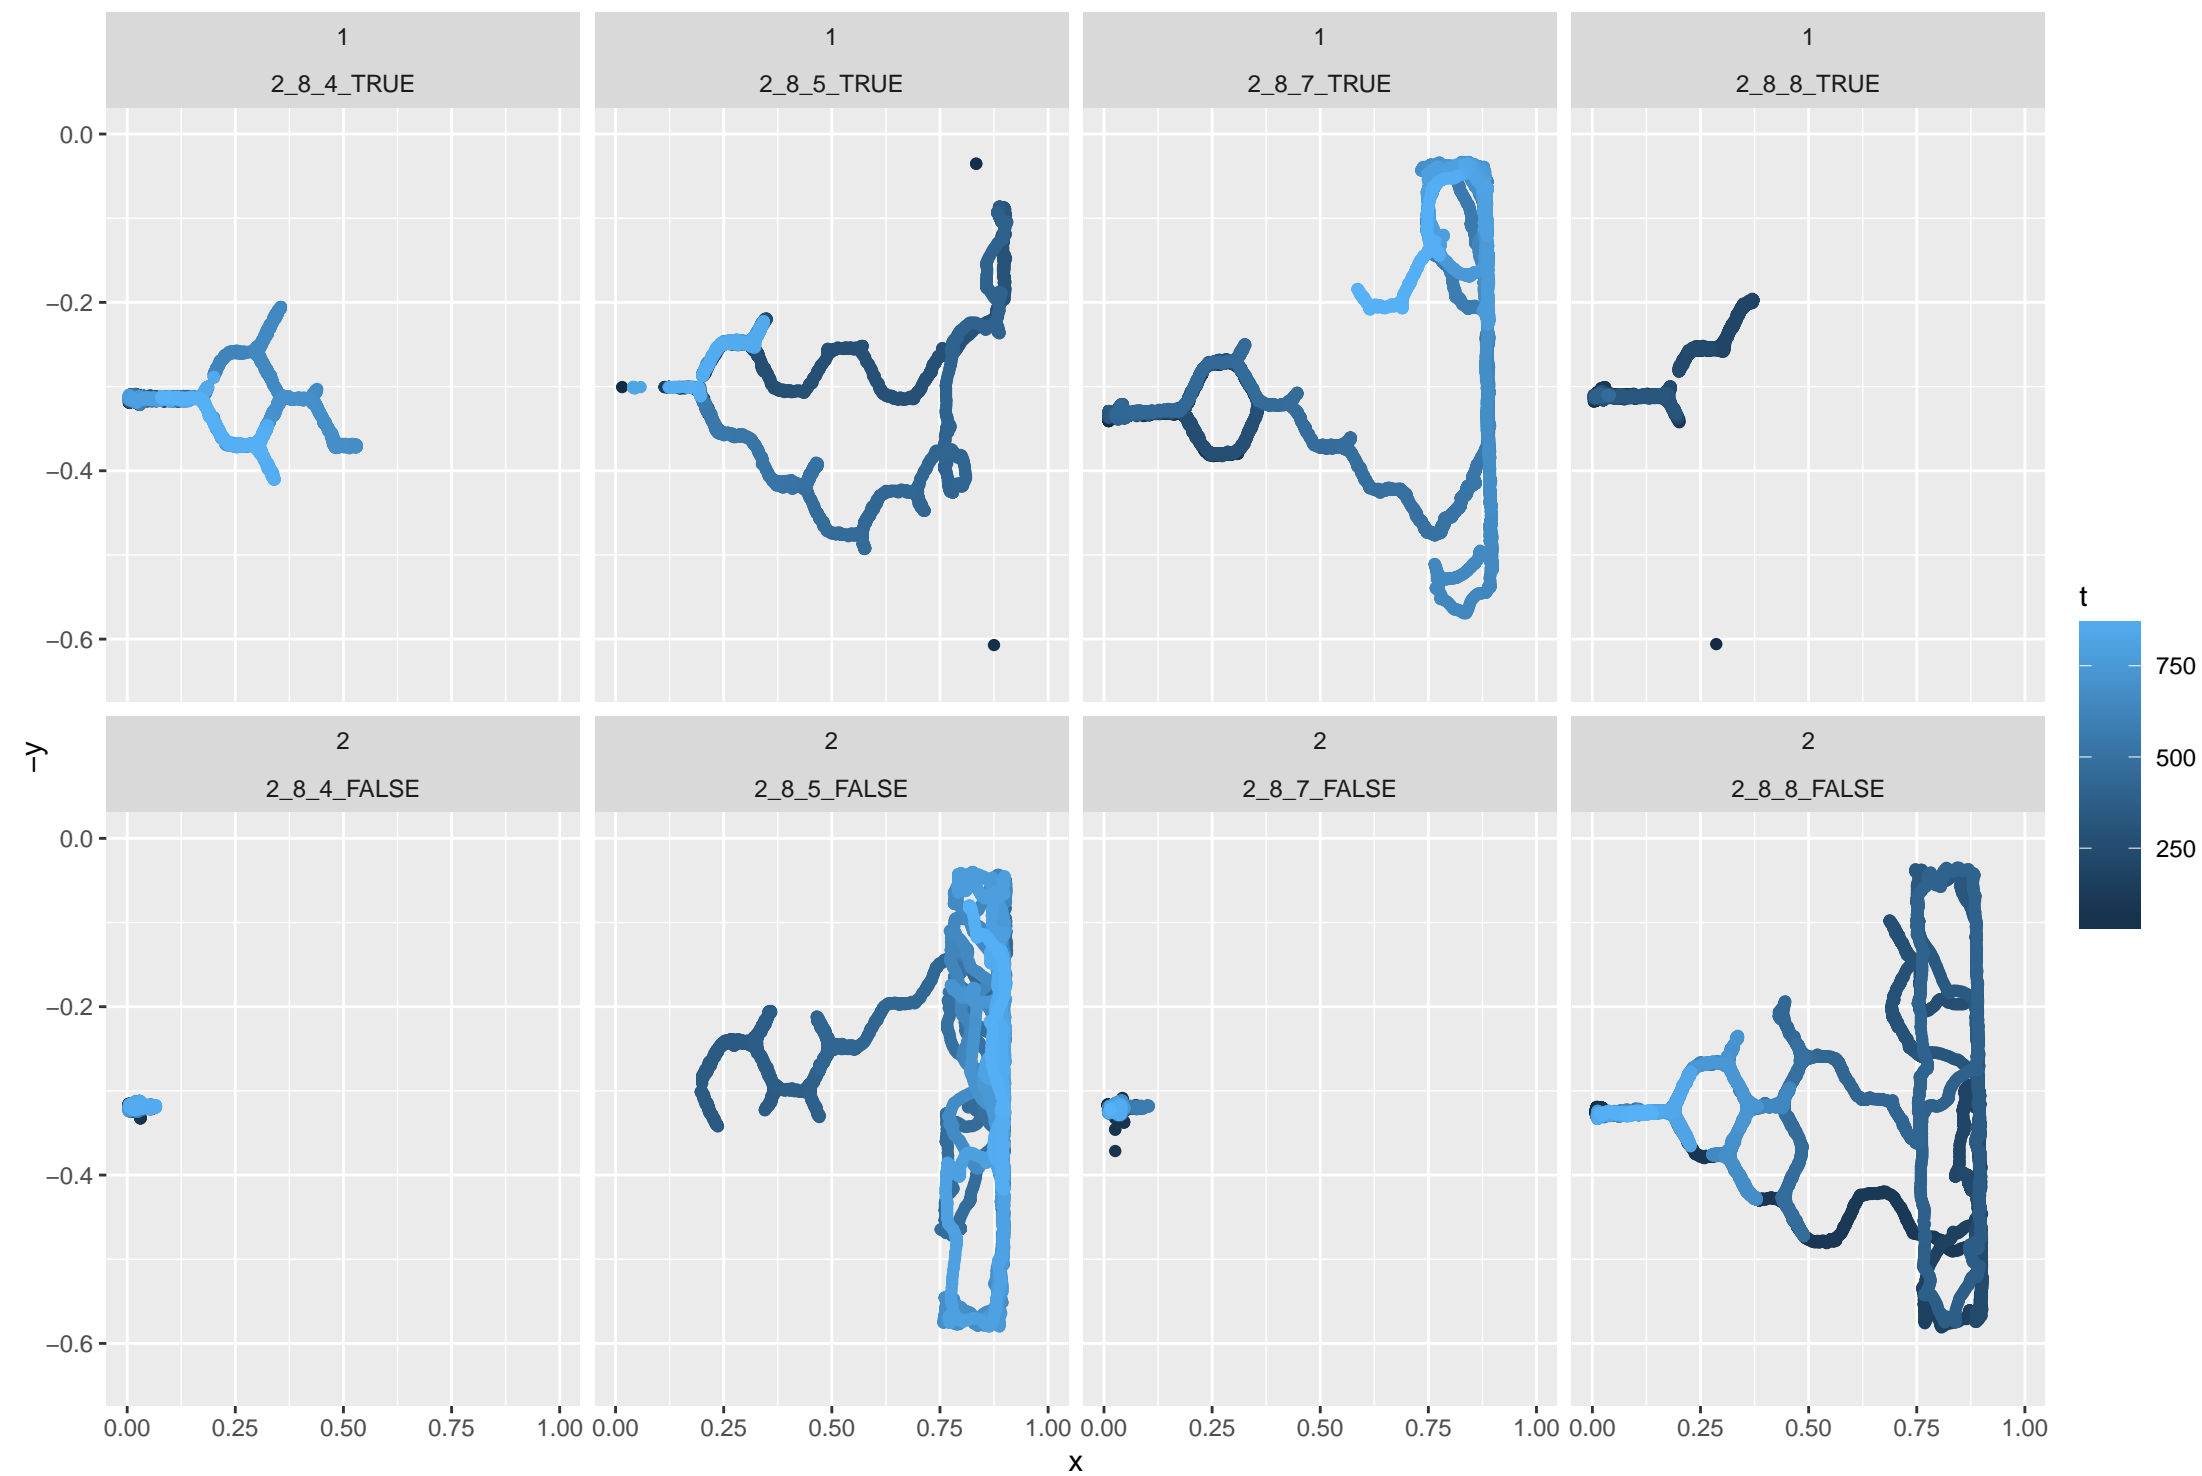 1 1 1 1
2_8_4_TRUE 2_8_5_TRUE 2_8_7_TRUE 2_8_8_TRUE
0.0
−0.2
−0.4
−0.6
t
750
500
250
−y
2 2 2 2
2_8_4_FALSE 2_8_5_FALSE 2_8_7_FALSE 2_8_8_FALSE
0.0
−0.2
−0.4
−0.6
0.00 0.25 0.50 0.75 1.00 0.00 0.25 0.50 0.75 1.00 0.00 0.25 0.50 0.75 1.00 0.00 0.25 0.50 0.75 1.00
x